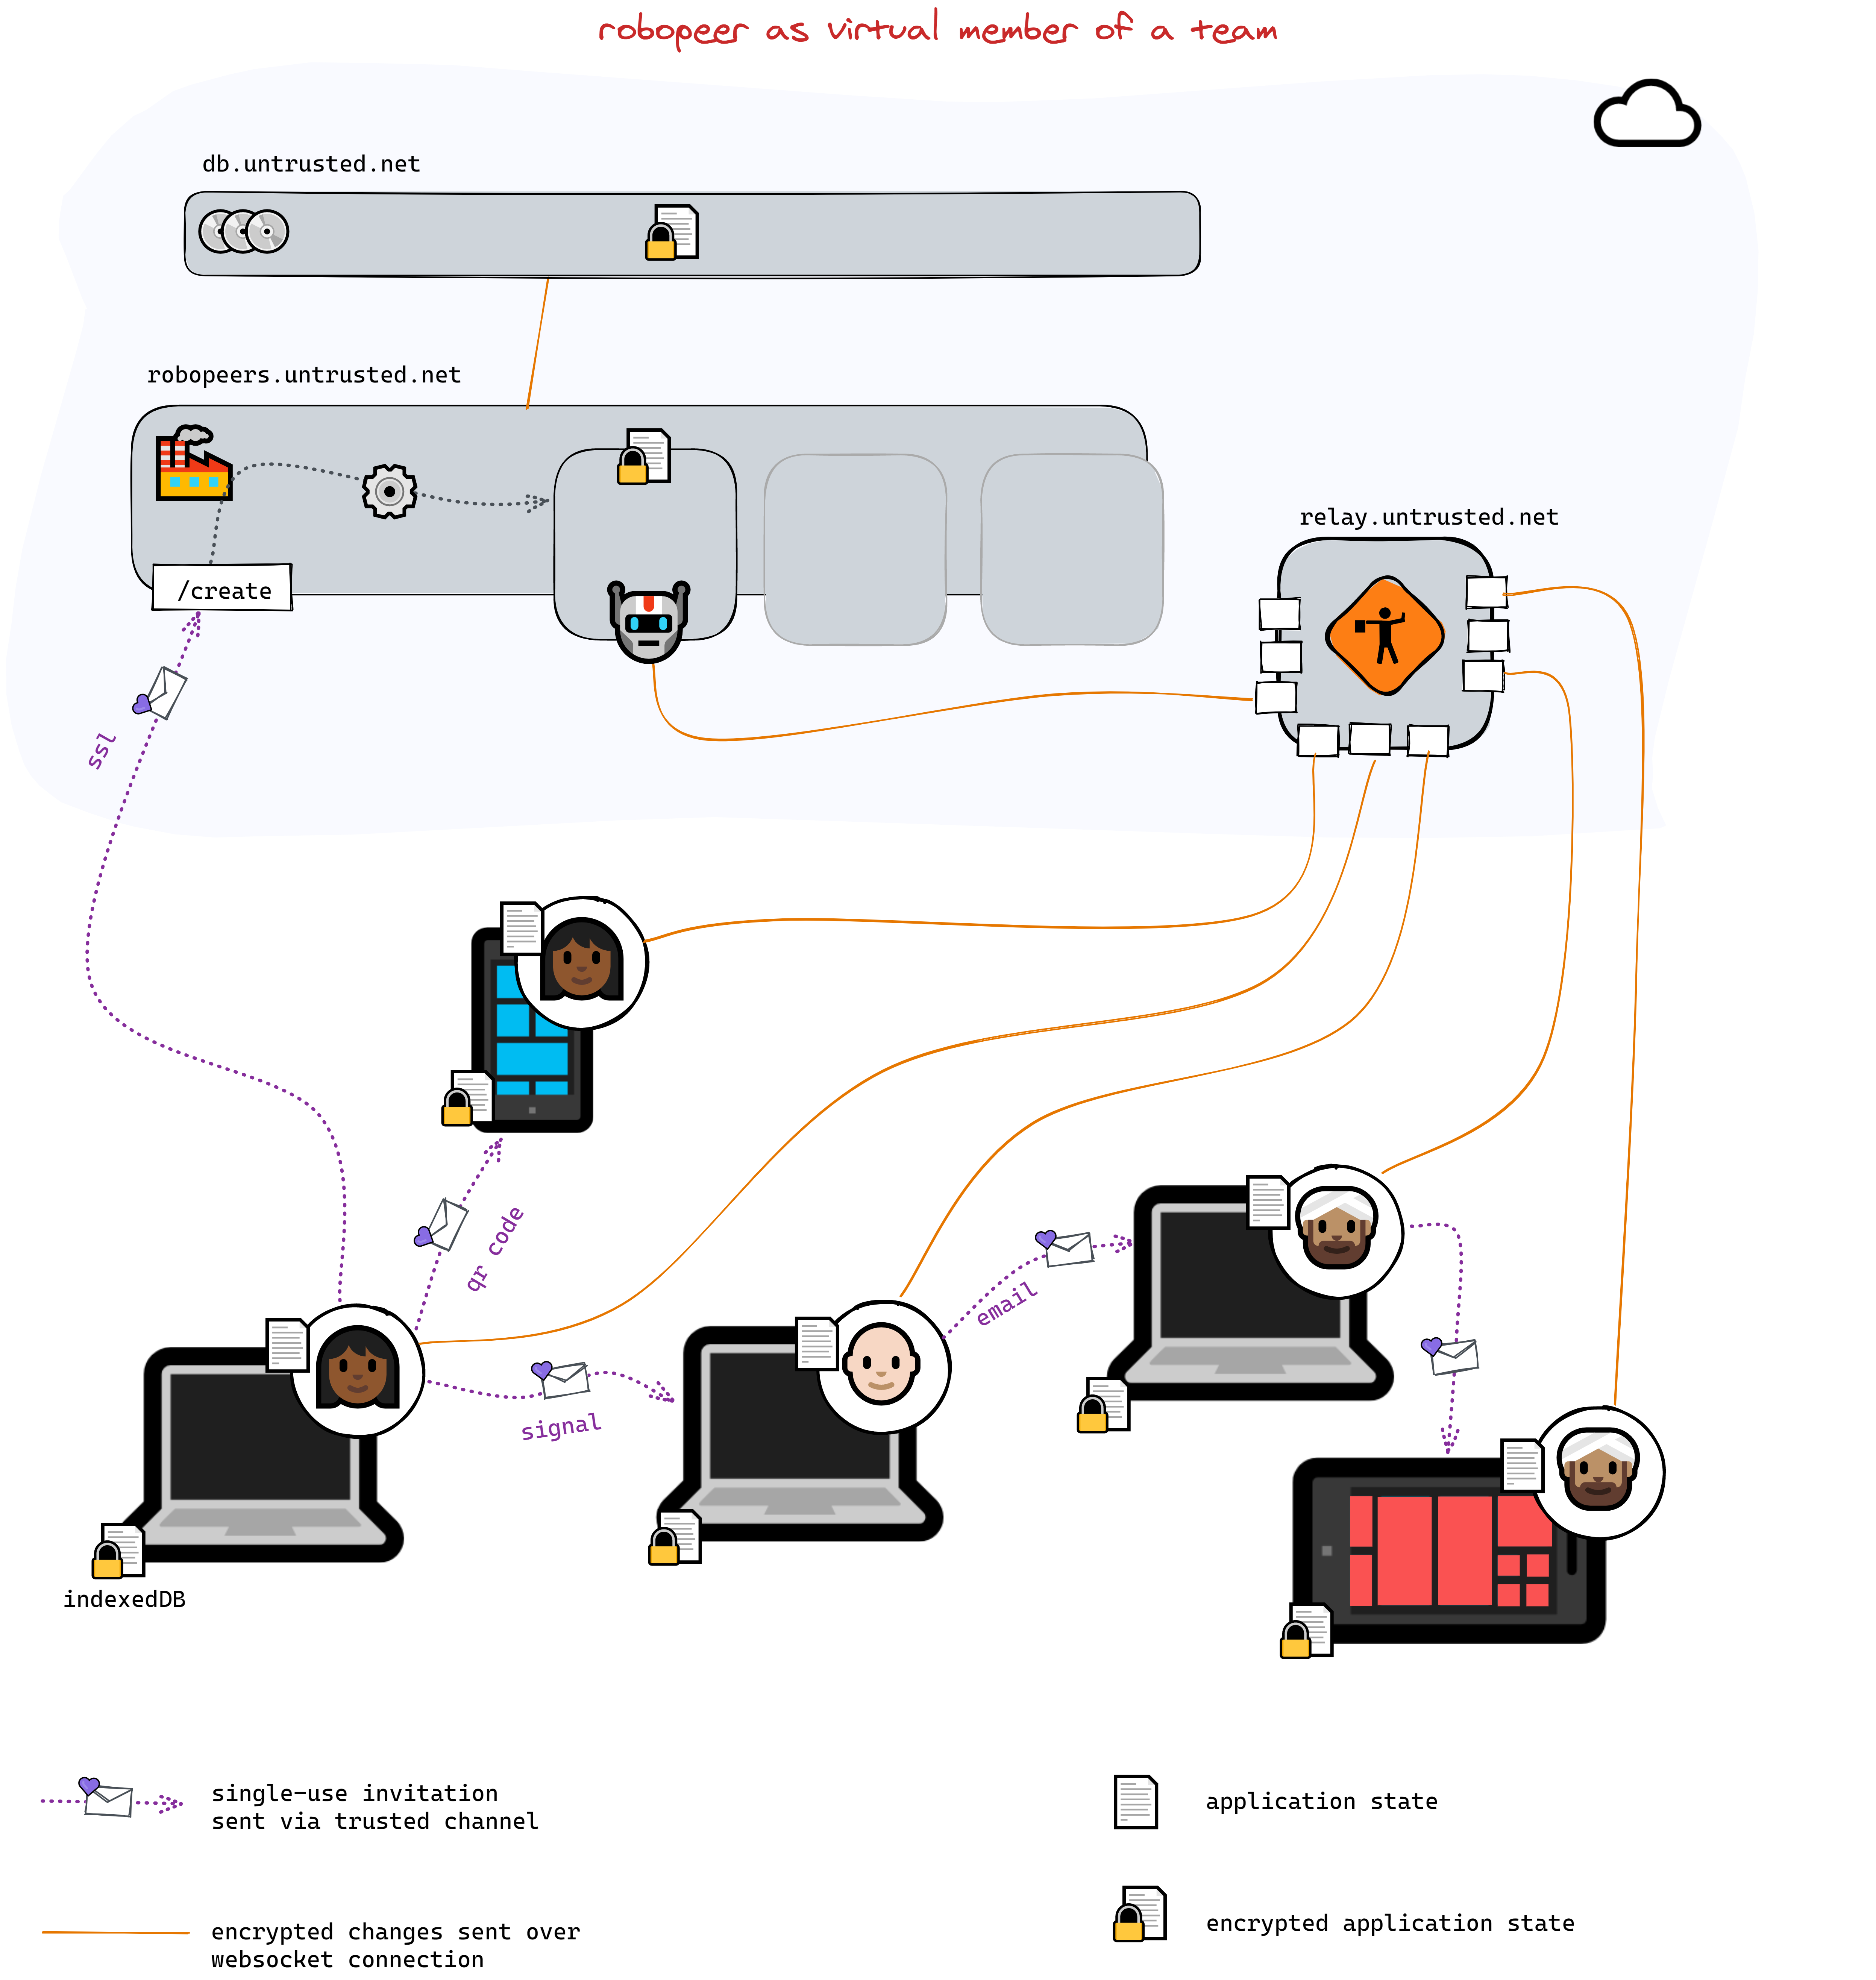 robopeer as virtual member of a team
db.untrusted.net
robopeers.untrusted.net
/create
relay.untrusted.net
ssl
qr code
signal
email
indexedDB
single-use invitation
sent via trusted channel
application state
encrypted changes sent over
websocket connection
encrypted application state